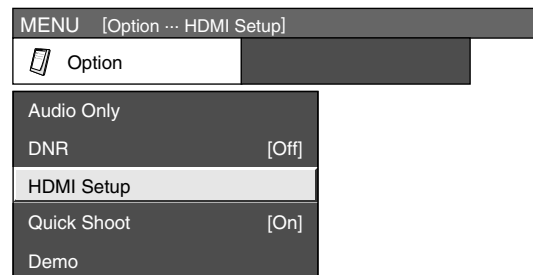 MENU [Option ··· HDMI Setup]
Option
Audio Only
DNR [Off]
HDMI Setup
Quick Shoot [On]
Demo